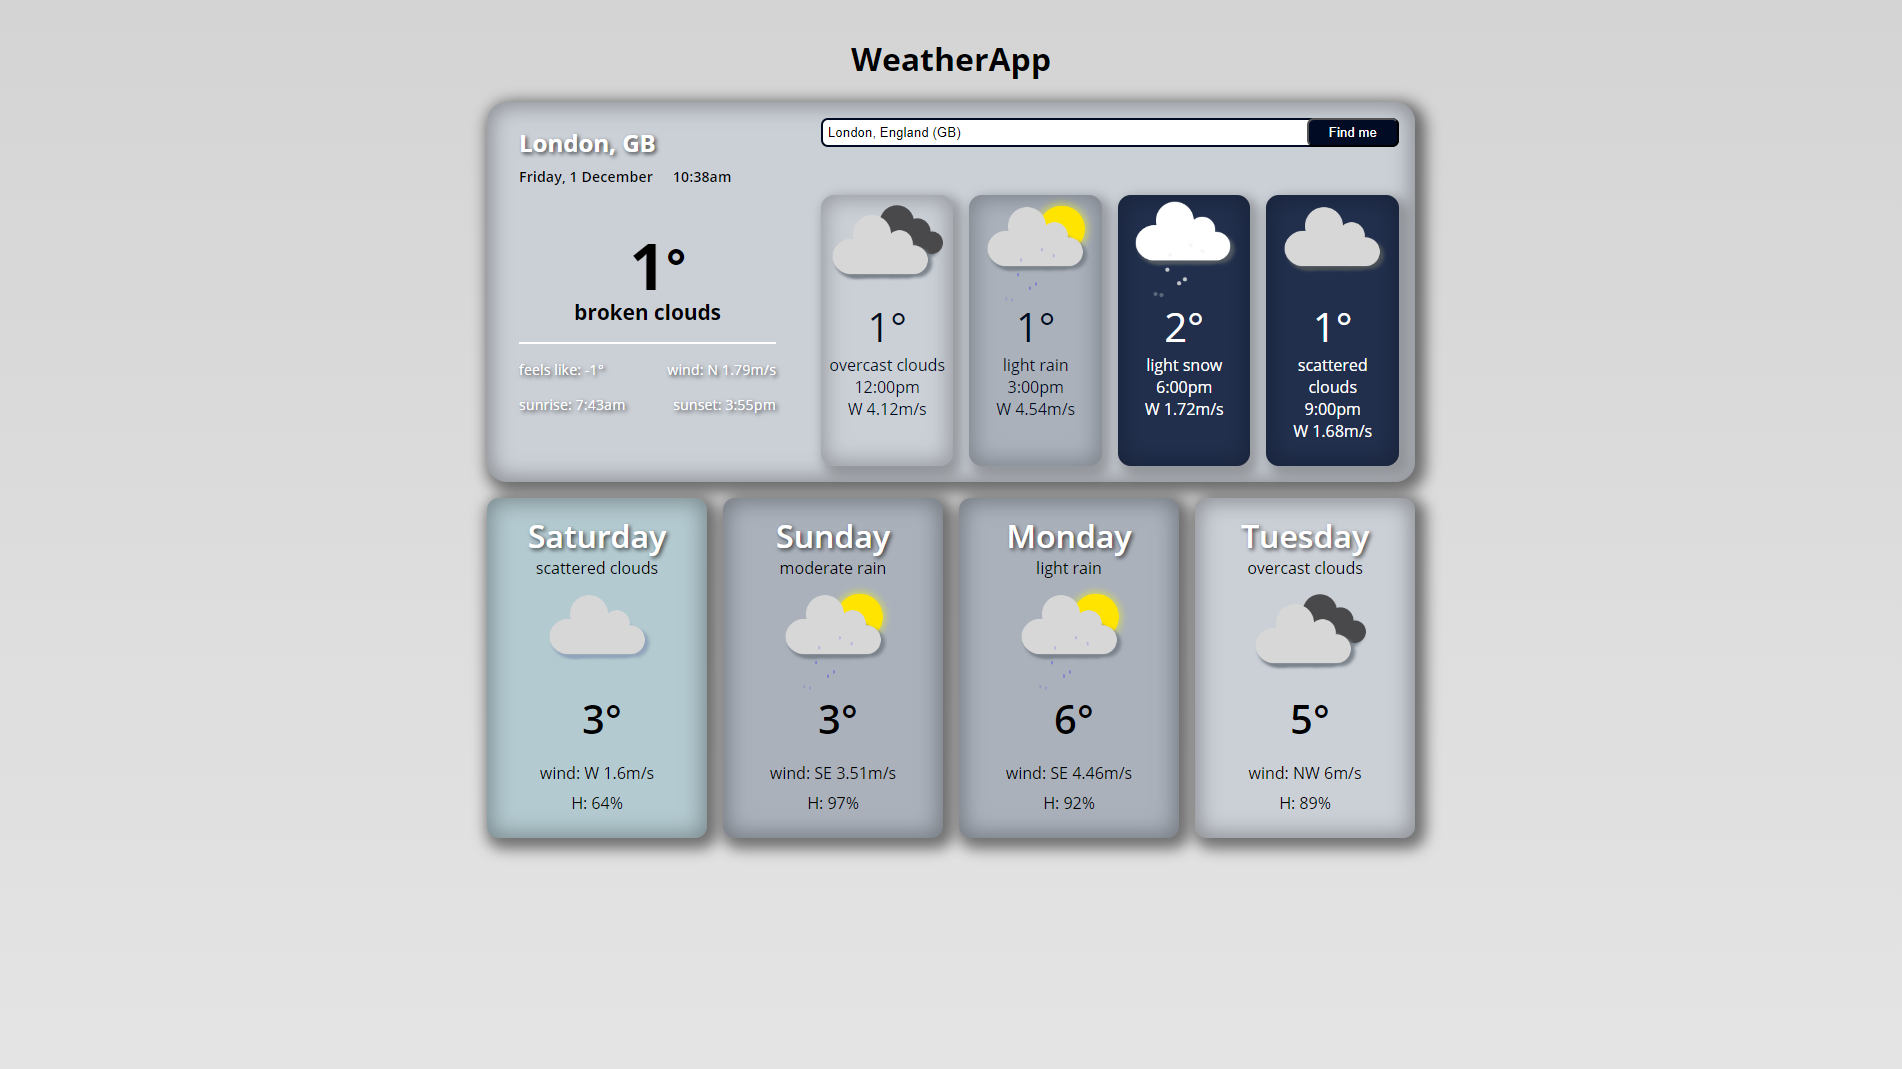 WeatherApp
London, GB
Friday, 1 December 10:38am
1°
broken clouds
feels like: -1° wind: N 1.79m/s
sunrise: 7:43am sunset: 3:55pm
London, England (GB) Find me
1°
overcast clouds
12:00pm
W 4.12m/s
1°
light rain
3:00pm
W 4.54m/s
2°
light snow
6:00pm
W 1.72m/s
1°
scattered
clouds
9:00pm
W 1.68m/s
Saturday
scattered clouds
3°
wind: W 1.6m/s
H: 64%
Sunday
moderate rain
3°
wind: SE 3.51m/s
H: 97%
Monday
light rain
6°
wind: SE 4.46m/s
H: 92%
Tuesday
overcast clouds
5°
wind: NW 6m/s
H: 89%